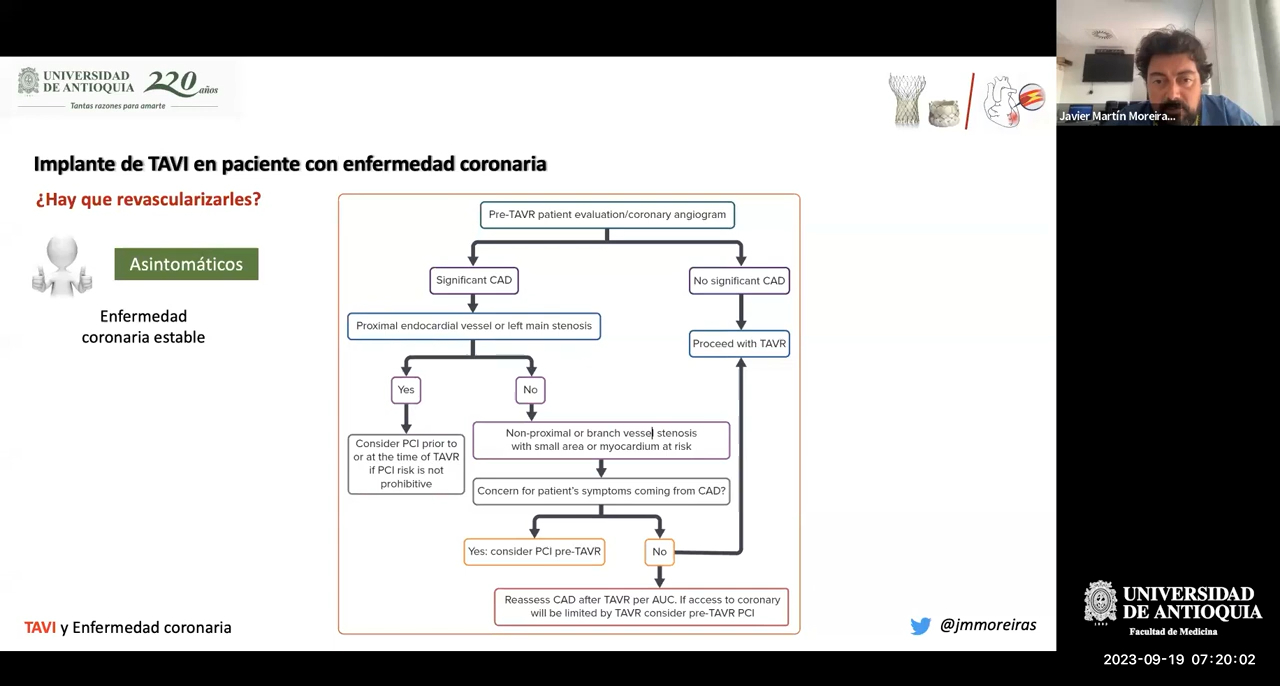 UNIVERSIDAD
DE ANTIOQUIA
220 años
Tantas razones para amarte
Javier Martín Moreira...
Implante de TAVI en paciente con enfermedad coronaria
¿Hay que revascularizarles?
Asintomáticos
Enfermedad
coronaria estable
Pre-TAVR patient evaluation/coronary angiogram
Significant CAD
No significant CAD
Proximal endocardial vessel or left main stenosis
Proceed with TAVR
Yes
No
Consider PCI prior to
or at the time of TAVR
if PCI risk is not
prohibitive
Non-proximal or branch vessel stenosis
with small area or myocardium at risk
Concern for patient's symptoms coming from CAD?
Yes: consider PCI pre-TAVR
No
Reassess CAD after TAVR per AUC. If access to coronary
will be limited by TAVR consider pre-TAVR PCI
TAVI y Enfermedad coronaria
@jmmoreiras
UNIVERSIDAD
DE ANTIOQUIA
1803
Facultad de Medicina
2023-09-19 07:20:02